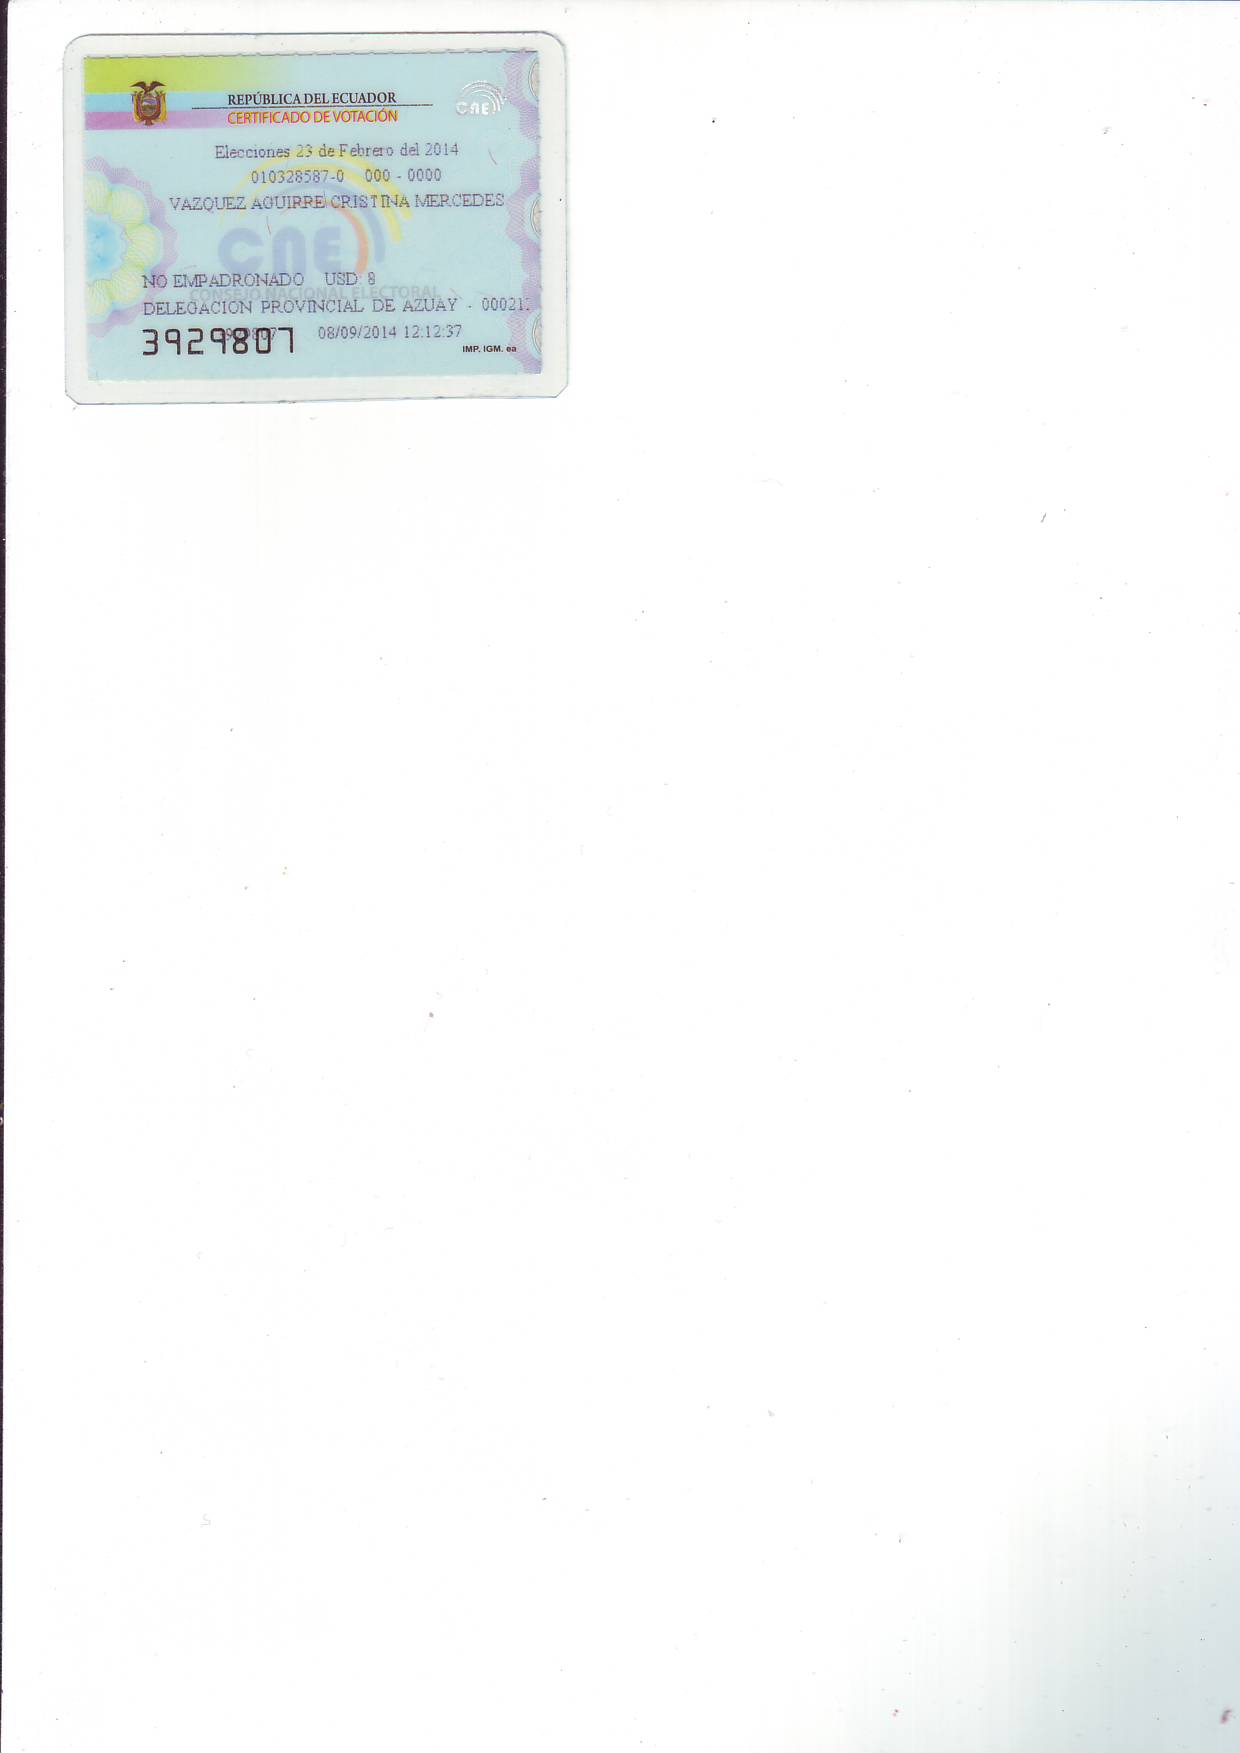 REPÚBLICA DEL ECUADOR
CERTIFICADO DE VOTACIÓN
CNE
Elecciones 23 de Febrero del 2014
010328587-0 000 - 0000
VAZQUEZ AGUIRRE CRISTINA MERCEDES
CNE
NO EMPADRONADO USD: 8
CONSEJO NACIONAL ELECTORAL
DELEGACION PROVINCIAL DE AZUAY -
3929807 08/09/2014 12:12:37
IMP. IGM. ea